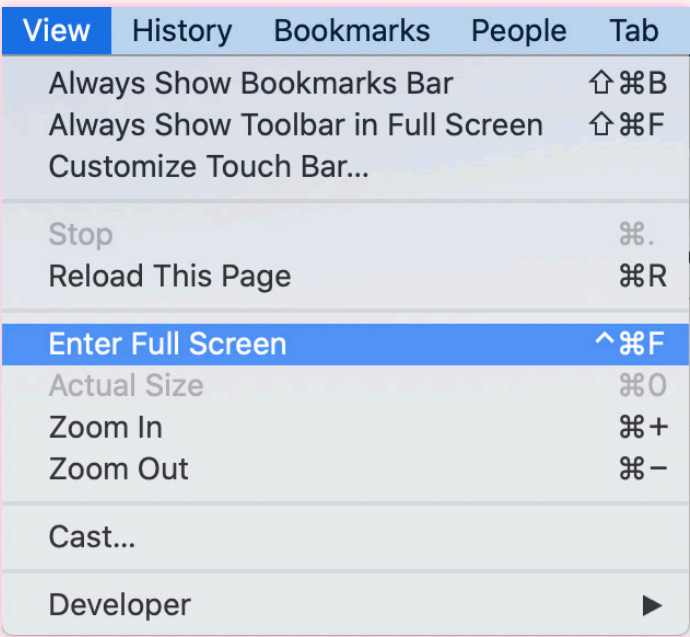 View History Bookmarks People Tab
Always Show Bookmarks Bar ⇧⌘B
Always Show Toolbar in Full Screen ⇧⌘F
Customize Touch Bar...
Stop ⌘.
Reload This Page ⌘R
Enter Full Screen ^⌘F
Actual Size ⌘0
Zoom In ⌘+
Zoom Out ⌘−
Cast...
Developer ▶